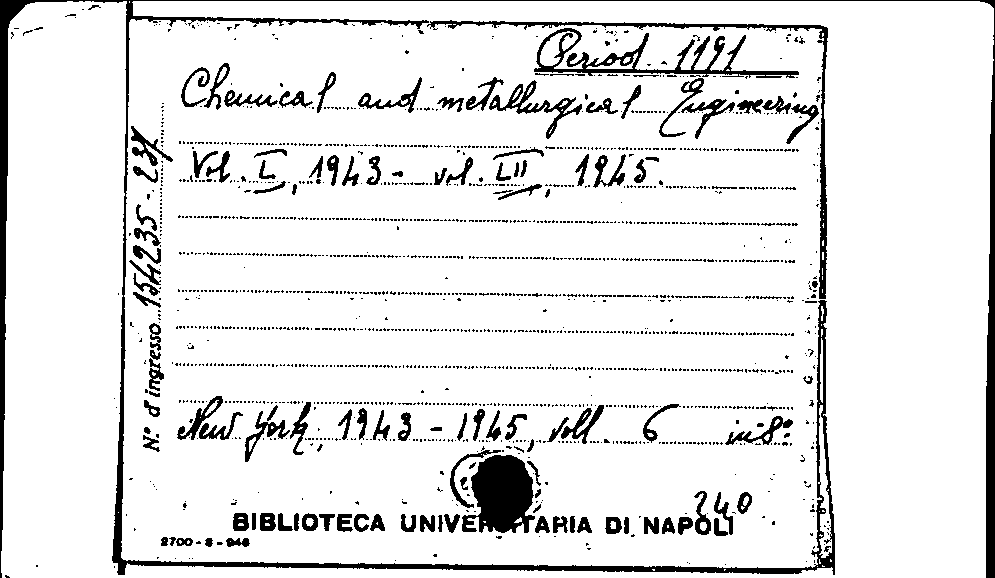 Period. 1191
Chemical and metallurgical Engineering
Vol. L, 1943 - vol. LII, 1945.
N.° d'ingresso 154235-237
New York, 1943 - 1945, voll. 6 in 8°
240
BIBLIOTECA UNIVERSITARIA DI NAPOLI
2700 - 8 - 946